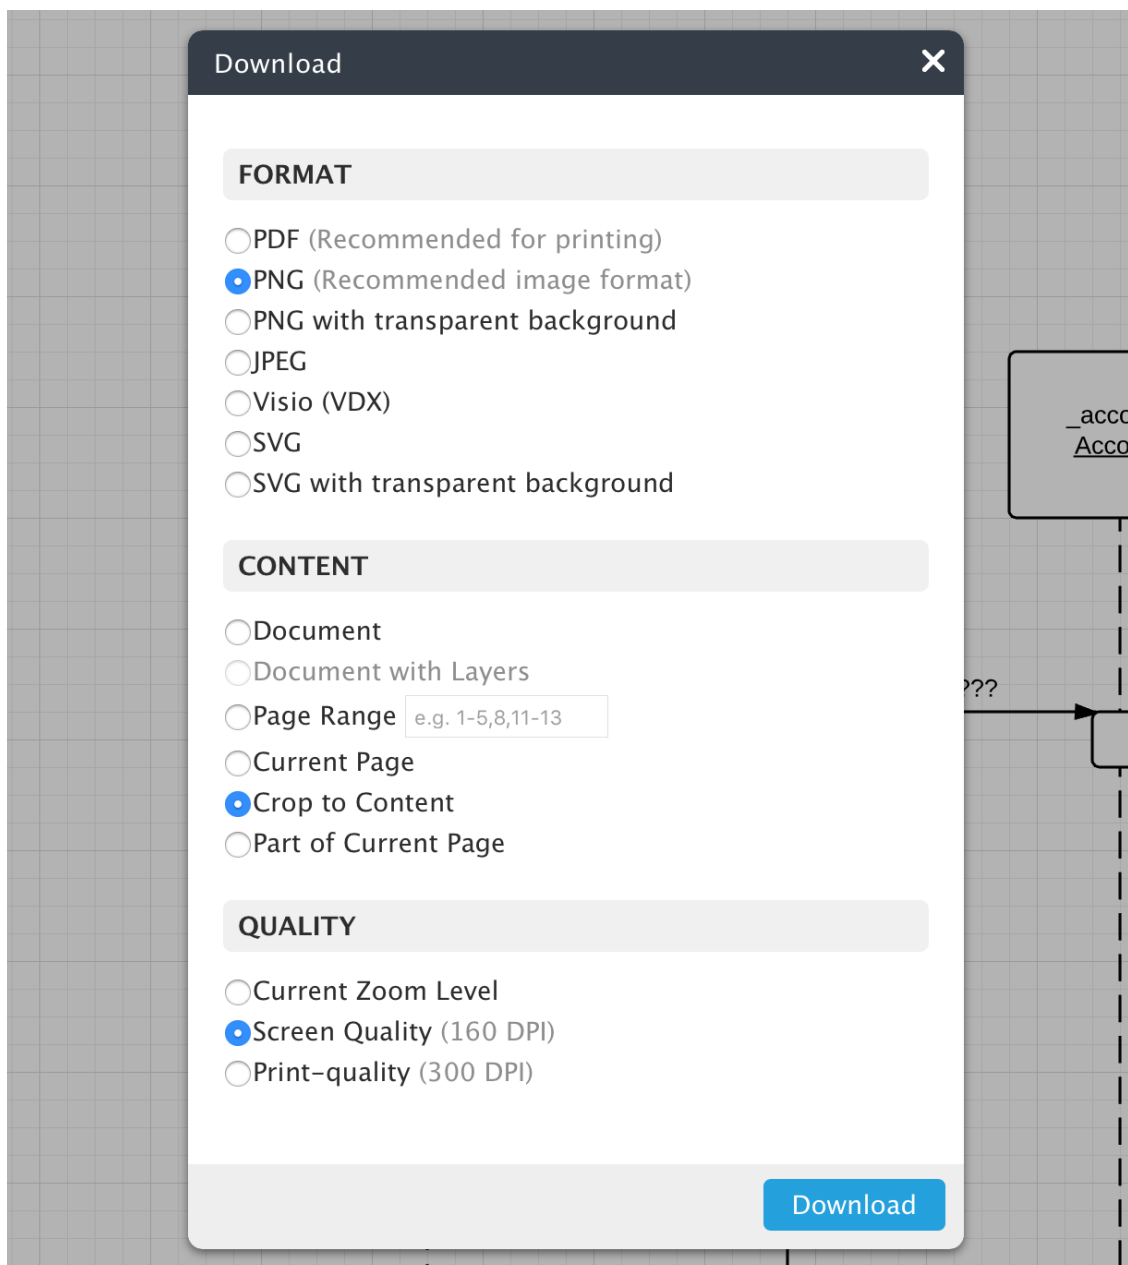 Download
FORMAT
PDF (Recommended for printing)
PNG (Recommended image format)
PNG with transparent background
JPEG
Visio (VDX)
SVG
SVG with transparent background
_acco
Acco
CONTENT
Document
Document with Layers
???
Page Range e.g. 1-5,8,11-13
Current Page
Crop to Content
Part of Current Page
QUALITY
Current Zoom Level
Screen Quality (160 DPI)
Print-quality (300 DPI)
Download